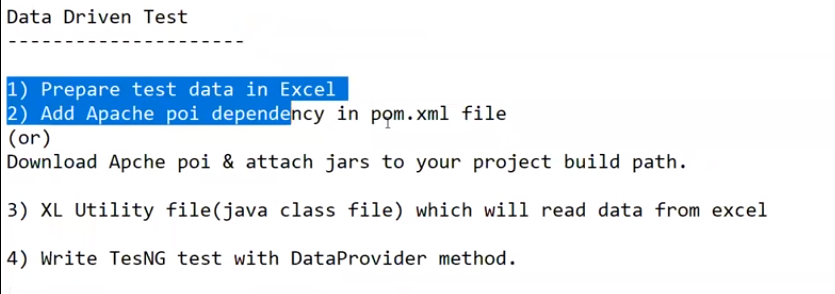 Data Driven Test
---------------------
1) Prepare test data in Excel
2) Add Apache poi dependency in pom.xml file
(or)
Download Apche poi & attach jars to your project build path.
3) XL Utility file(java class file) which will read data from excel
4) Write TesNG test with DataProvider method.